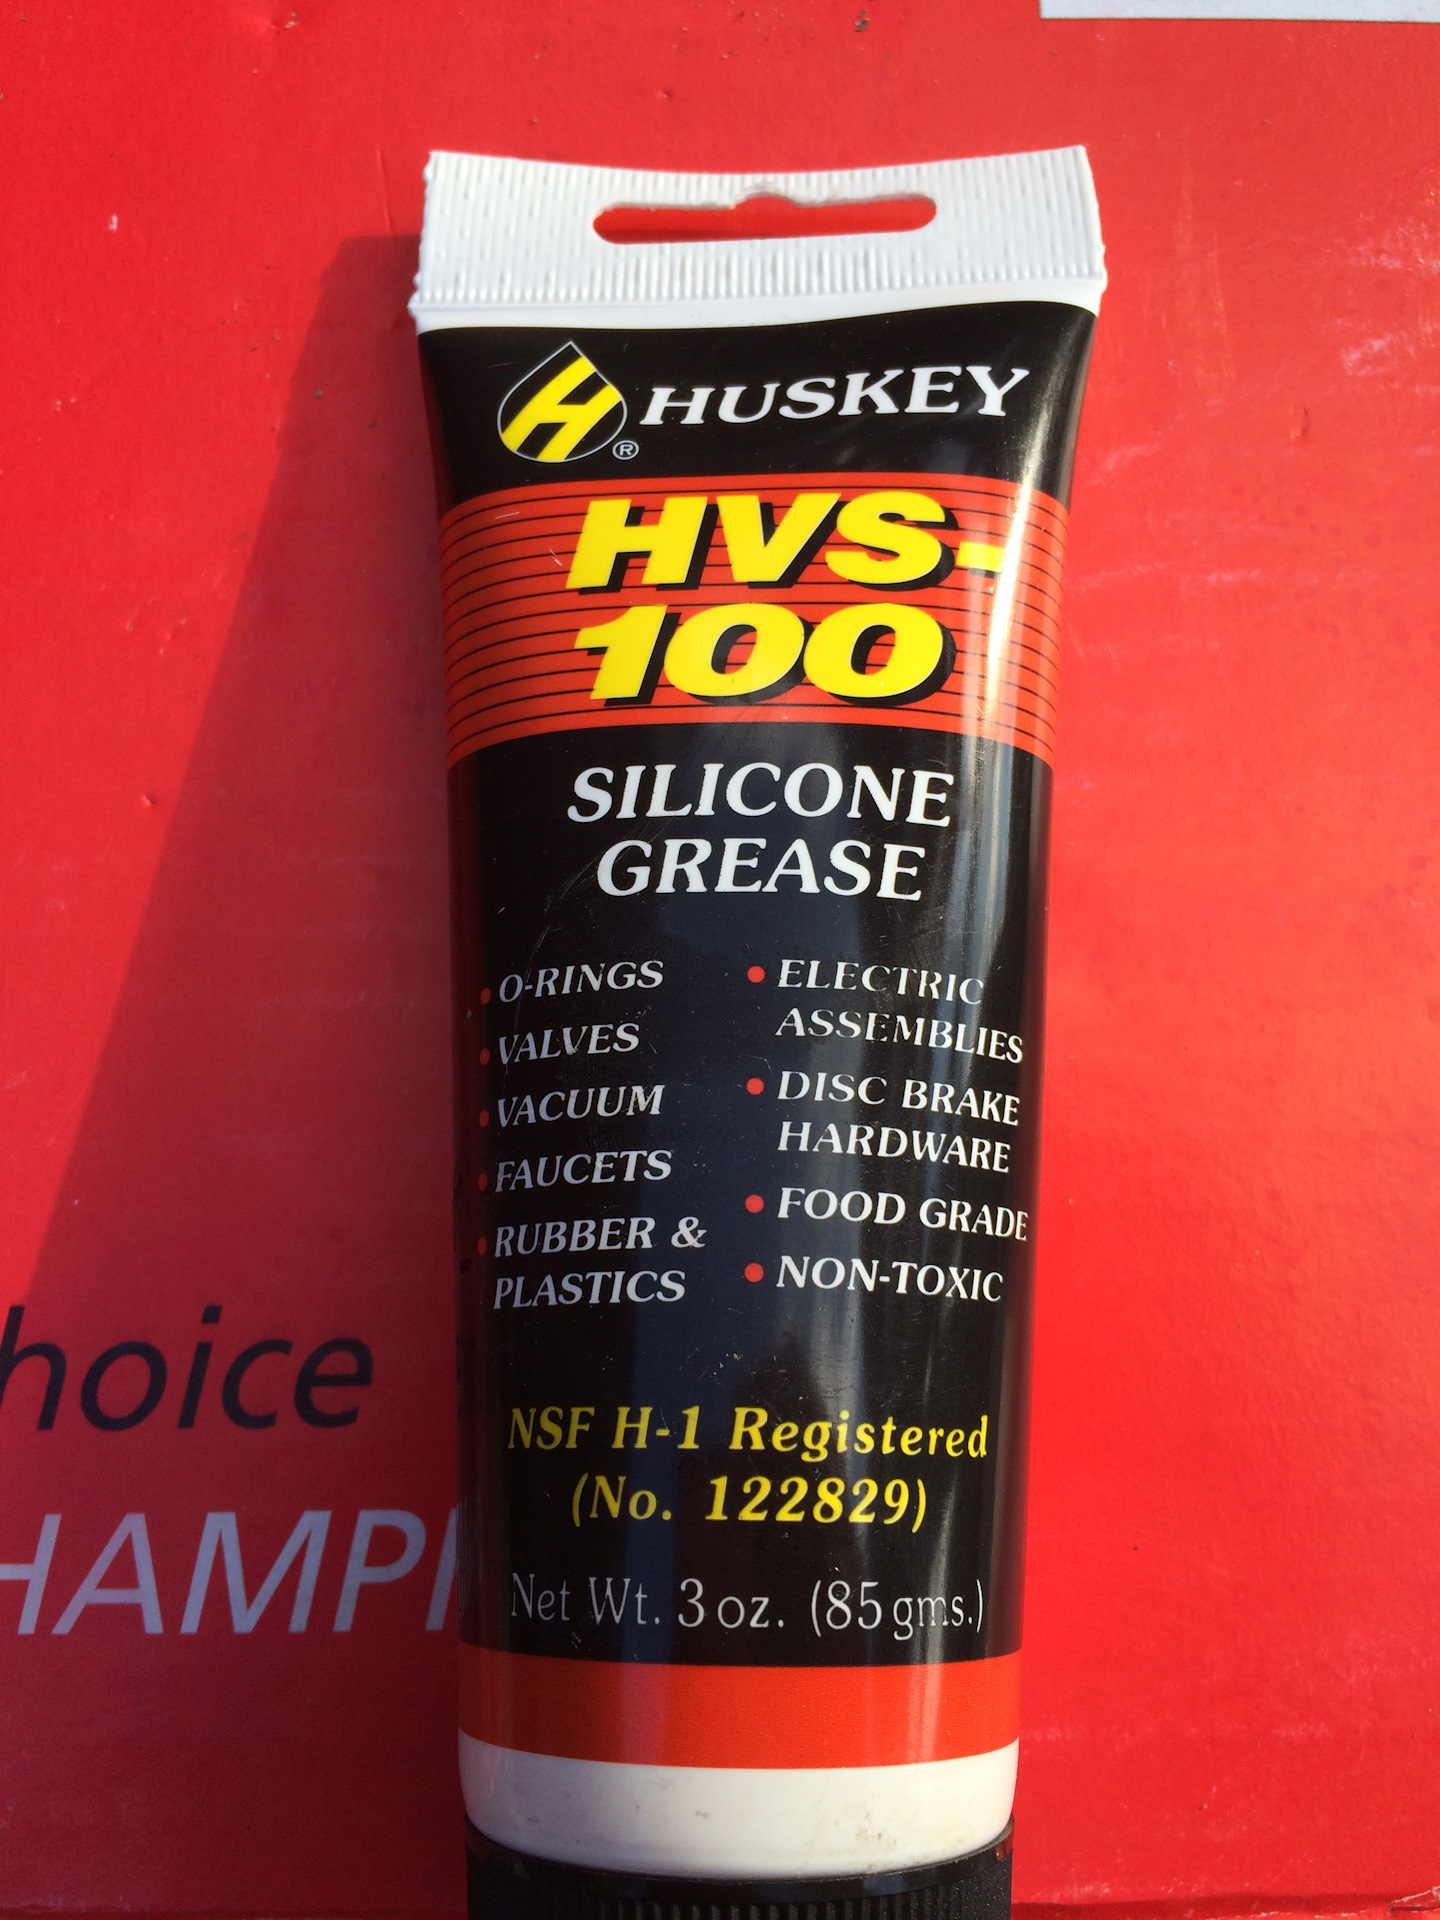 HUSKEY
HVS-
100
SILICONE
GREASE
O-RINGS
VALVES
VACUUM
FAUCETS
RUBBER &
PLASTICS
ELECTRIC
ASSEMBLIES
DISC BRAKE
HARDWARE
FOOD GRADE
NON-TOXIC
NSF H-1 Registered
(No. 122829)
Net Wt. 3 oz. (85 gms.)
hoice
HAMPI